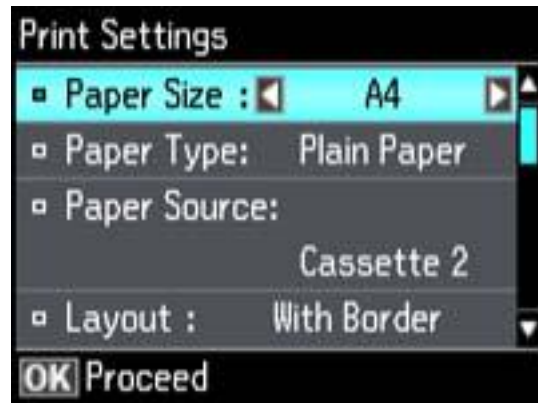 Print Settings
Paper Size : A4
Paper Type: Plain Paper
Paper Source:
Cassette 2
Layout : With Border
OK Proceed